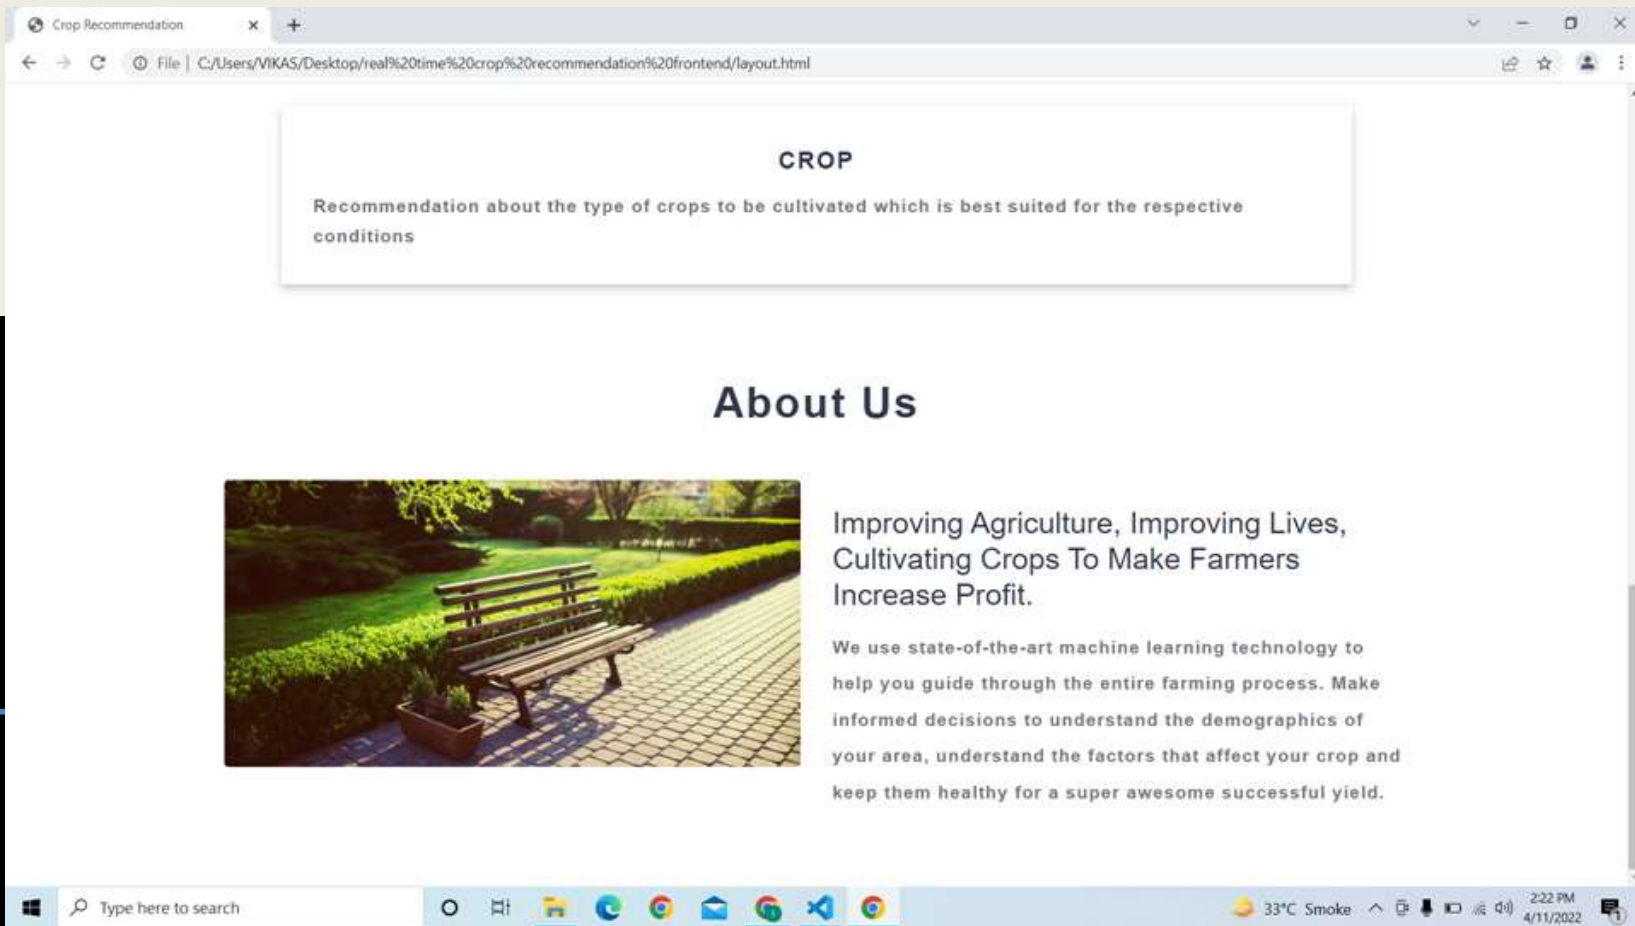 Crop Recommendation
File | C:/Users/VIKAS/Desktop/real%20time%20crop%20recommendation%20frontend/layout.html
CROP
Recommendation about the type of crops to be cultivated which is best suited for the respective
conditions
About Us
Improving Agriculture, Improving Lives,
Cultivating Crops To Make Farmers
Increase Profit.
We use state-of-the-art machine learning technology to
help you guide through the entire farming process. Make
informed decisions to understand the demographics of
your area, understand the factors that affect your crop and
keep them healthy for a super awesome successful yield.
Type here to search
33°C Smoke
2:22 PM
4/11/2022
1